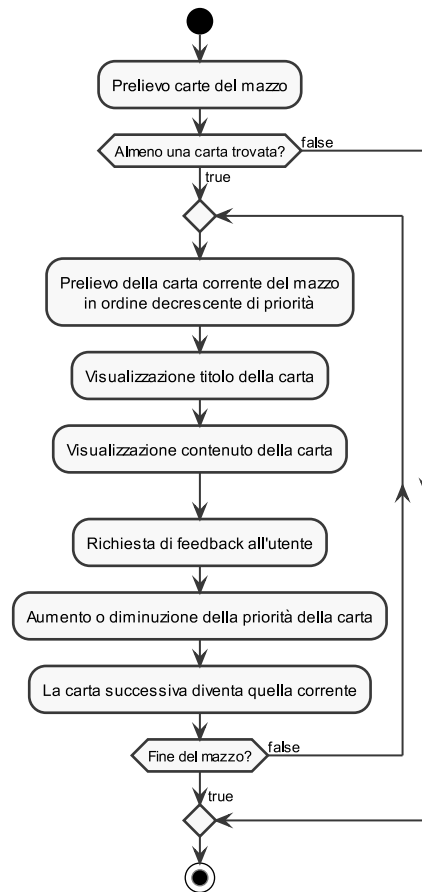 Prelievo carte del mazzo
Almeno una carta trovata?
false
true
Prelievo della carta corrente del mazzo
in ordine decrescente di priorità
Visualizzazione titolo della carta
Visualizzazione contenuto della carta
Richiesta di feedback all'utente
Aumento o diminuzione della priorità della carta
La carta successiva diventa quella corrente
Fine del mazzo?
false
true